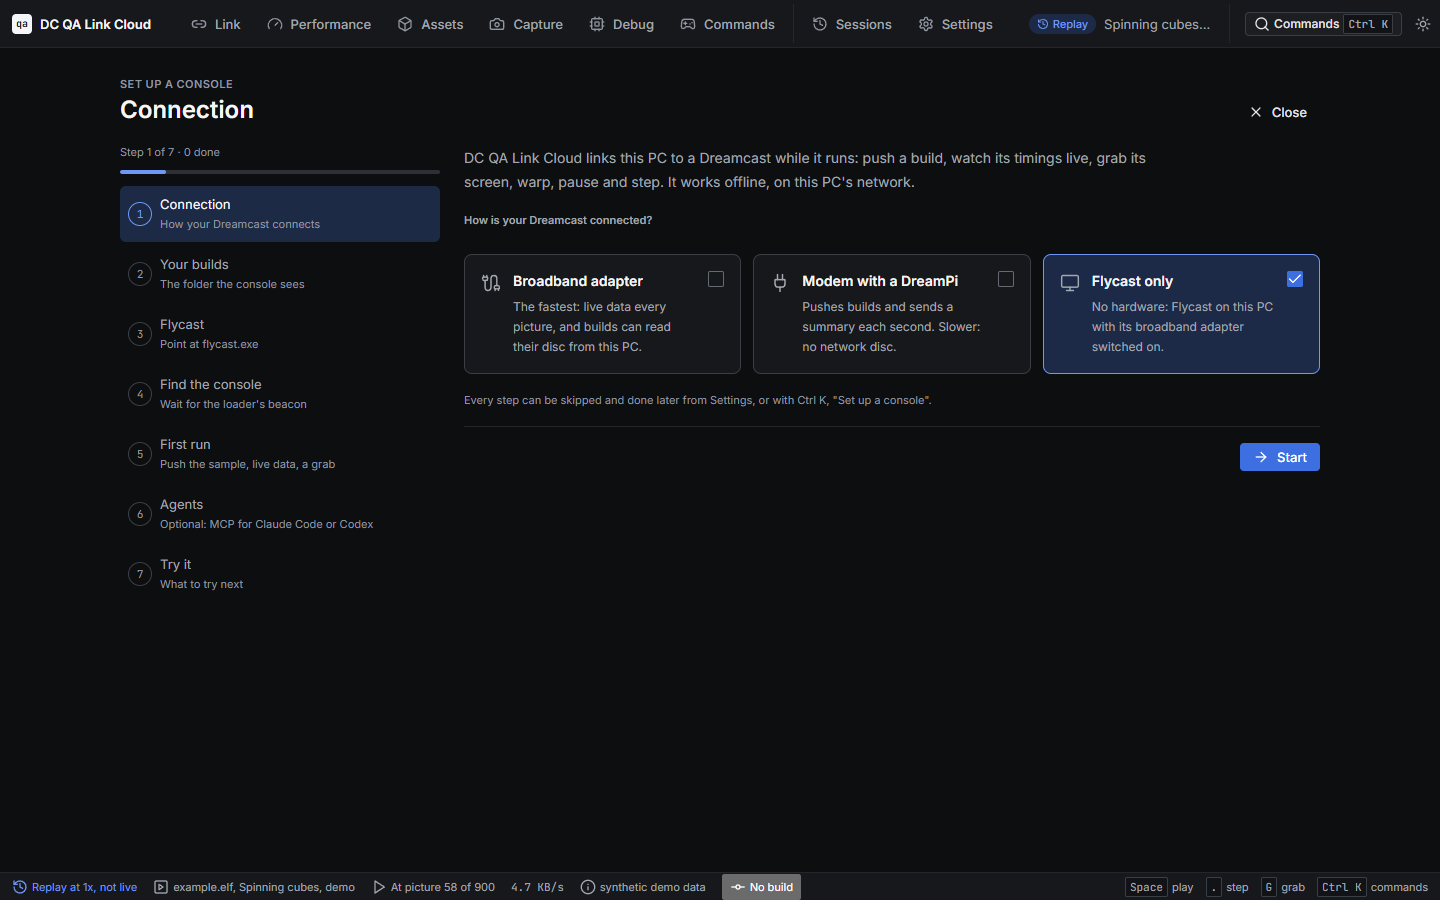 qa DC QA Link Cloud
Link
Performance
Assets
Capture
Debug
Commands
Sessions
Settings
Replay
Spinning cubes...
Commands Ctrl K
SET UP A CONSOLE
Connection
Close
Step 1 of 7 · 0 done
1 Connection
How your Dreamcast connects
2 Your builds
The folder the console sees
3 Flycast
Point at flycast.exe
4 Find the console
Wait for the loader's beacon
5 First run
Push the sample, live data, a grab
6 Agents
Optional: MCP for Claude Code or Codex
7 Try it
What to try next
DC QA Link Cloud links this PC to a Dreamcast while it runs: push a build, watch its timings live, grab its
screen, warp, pause and step. It works offline, on this PC's network.
How is your Dreamcast connected?
Broadband adapter
The fastest: live data every
picture, and builds can read
their disc from this PC.
Modem with a DreamPi
Pushes builds and sends a
summary each second. Slower:
no network disc.
Flycast only
No hardware: Flycast on this PC
with its broadband adapter
switched on.
Every step can be skipped and done later from Settings, or with Ctrl K, "Set up a console".
Start
Replay at 1x, not live
example.elf, Spinning cubes, demo
At picture 58 of 900
4.7 KB/s
synthetic demo data
No build
Space play
. step
G grab
Ctrl K commands